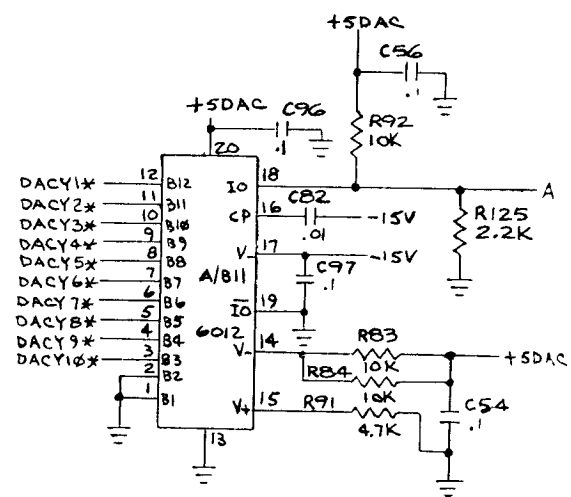 +5DAC
C56
.1
+5DAC
C96
.1
R92
10K
20
DACY1* 12 B12 IO 18 A
DACY2* 11 B11
C82
CP 16 -15V
.01
DACY3* 10 B10
R125
2.2K
DACY4* 9 B9
DACY5* 8 B8 V- 17 -15V
DACY6* 7 B7 A/B11
C97
.1
DACY7* 6 B6 IO 19
DACY8* 5 B5
DACY9* 4 B4 6012
DACY10* 3 B3 V- 14 R83 +5DAC
10K
2 B2 R84
10K
1 B1 V+ 15 R91
4.7K
C54
.1
13